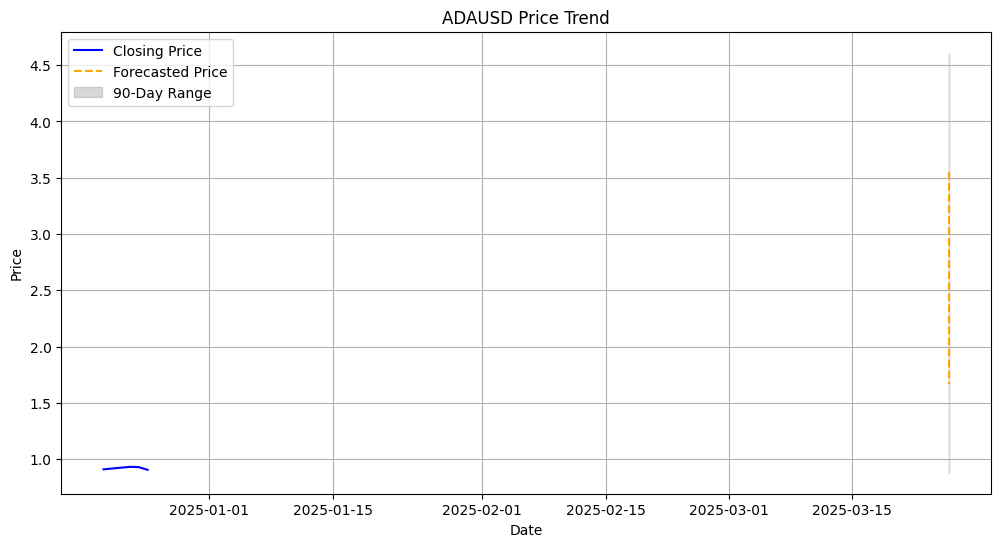 ADAUSD Price Trend
Closing Price
Forecasted Price
90-Day Range
Price
4.5
4.0
3.5
3.0
2.5
2.0
1.5
1.0
2025-01-01 2025-01-15 2025-02-01 2025-02-15 2025-03-01 2025-03-15
Date